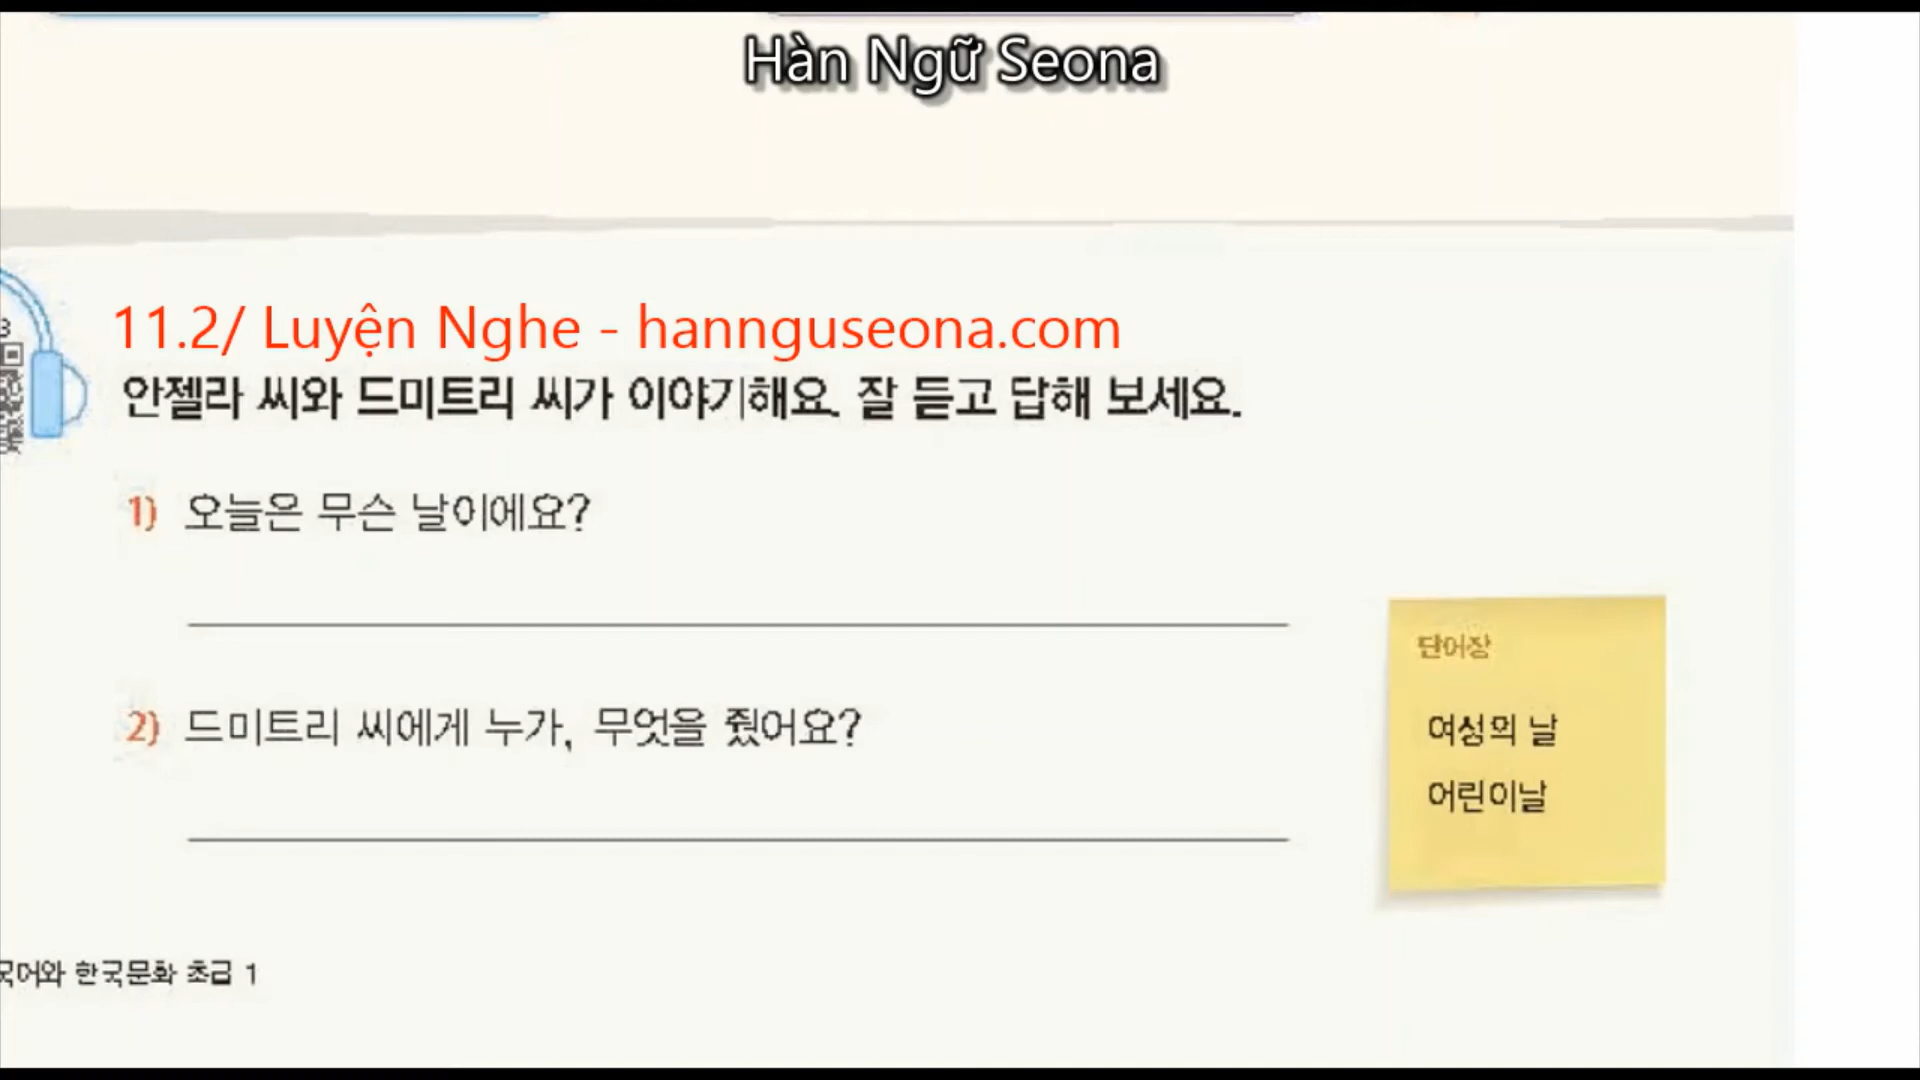 Hàn Ngữ Seona
11.2/ Luyện Nghe - hannguseona.com
안젤라 씨와 드미트리 씨가 이야기해요. 잘 듣고 답해 보세요.
1) 오늘은 무슨 날이에요?
2) 드미트리 씨에게 누가, 무엇을 줬어요?
단어장
여성의 날
어린이날
국어와 한국문화 초급 1